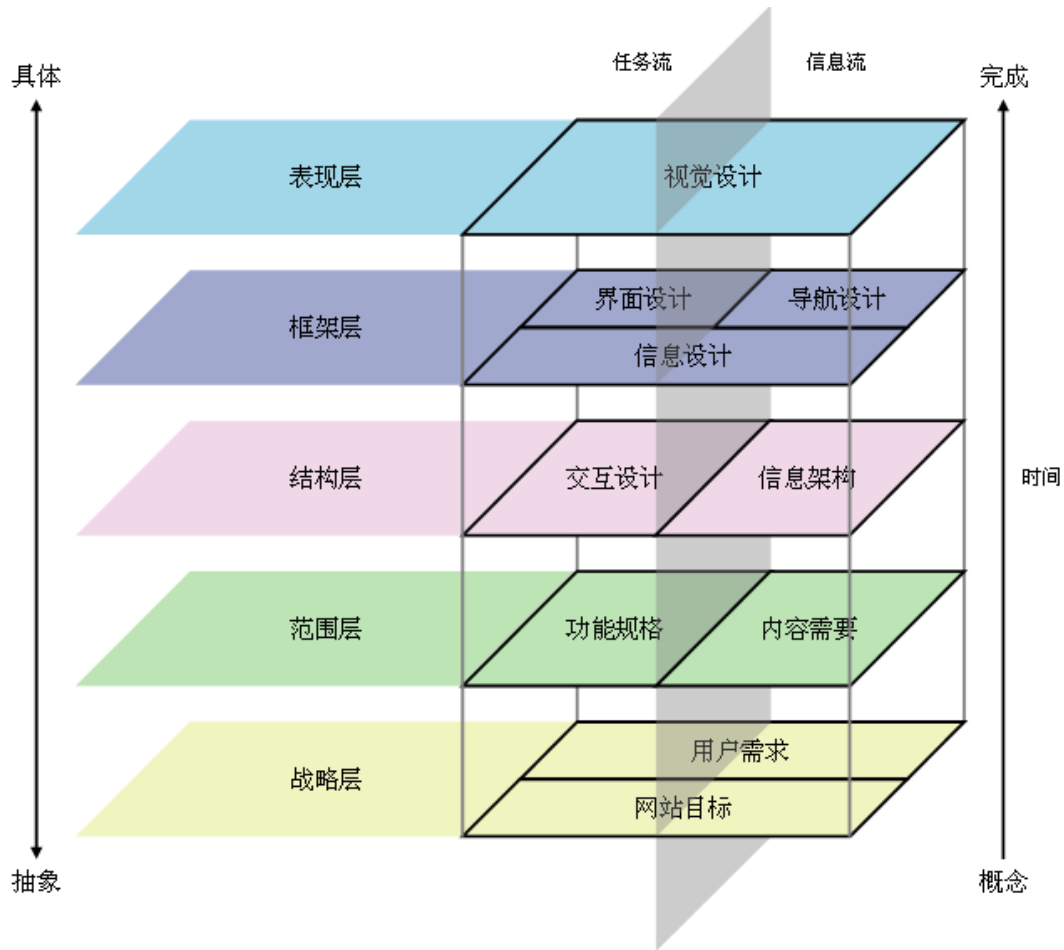 任务流
信息流
具体
完成
表现层
视觉设计
框架层
界面设计
导航设计
信息设计
结构层
交互设计
信息架构
时间
范围层
功能规格
内容需要
战略层
用户需求
网站目标
抽象
概念